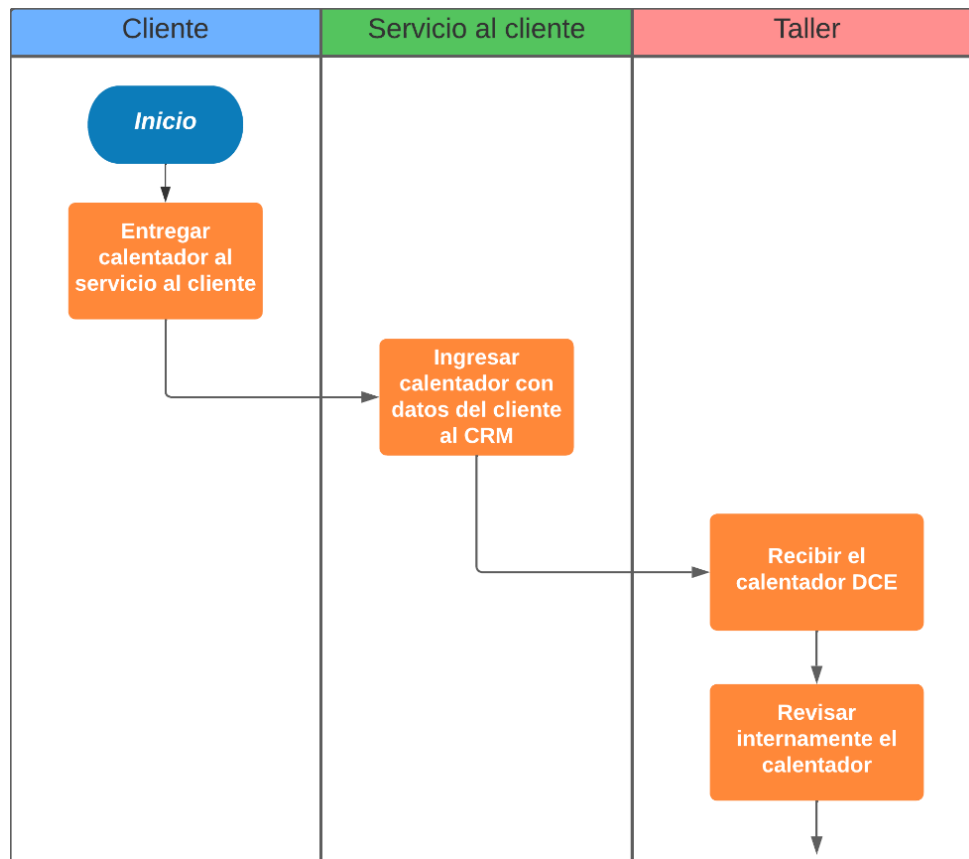 Cliente
Servicio al cliente
Taller
Inicio
Entregar
calentador al
servicio al cliente
Ingresar
calentador con
datos del cliente
al CRM
Recibir el
calentador DCE
Revisar
internamente el
calentador